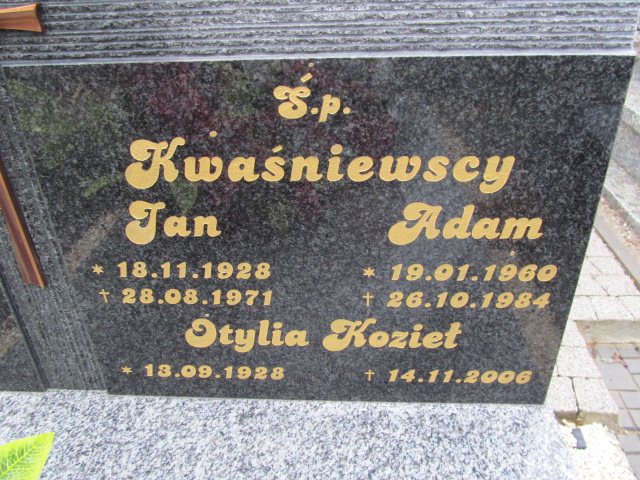 Ś.p.
Kwaśniewscy
Jan Adam
* 18.11.1928 * 19.01.1960
† 28.08.1971 † 26.10.1984
Otylia Kozieł
* 13.09.1928 † 14.11.2006